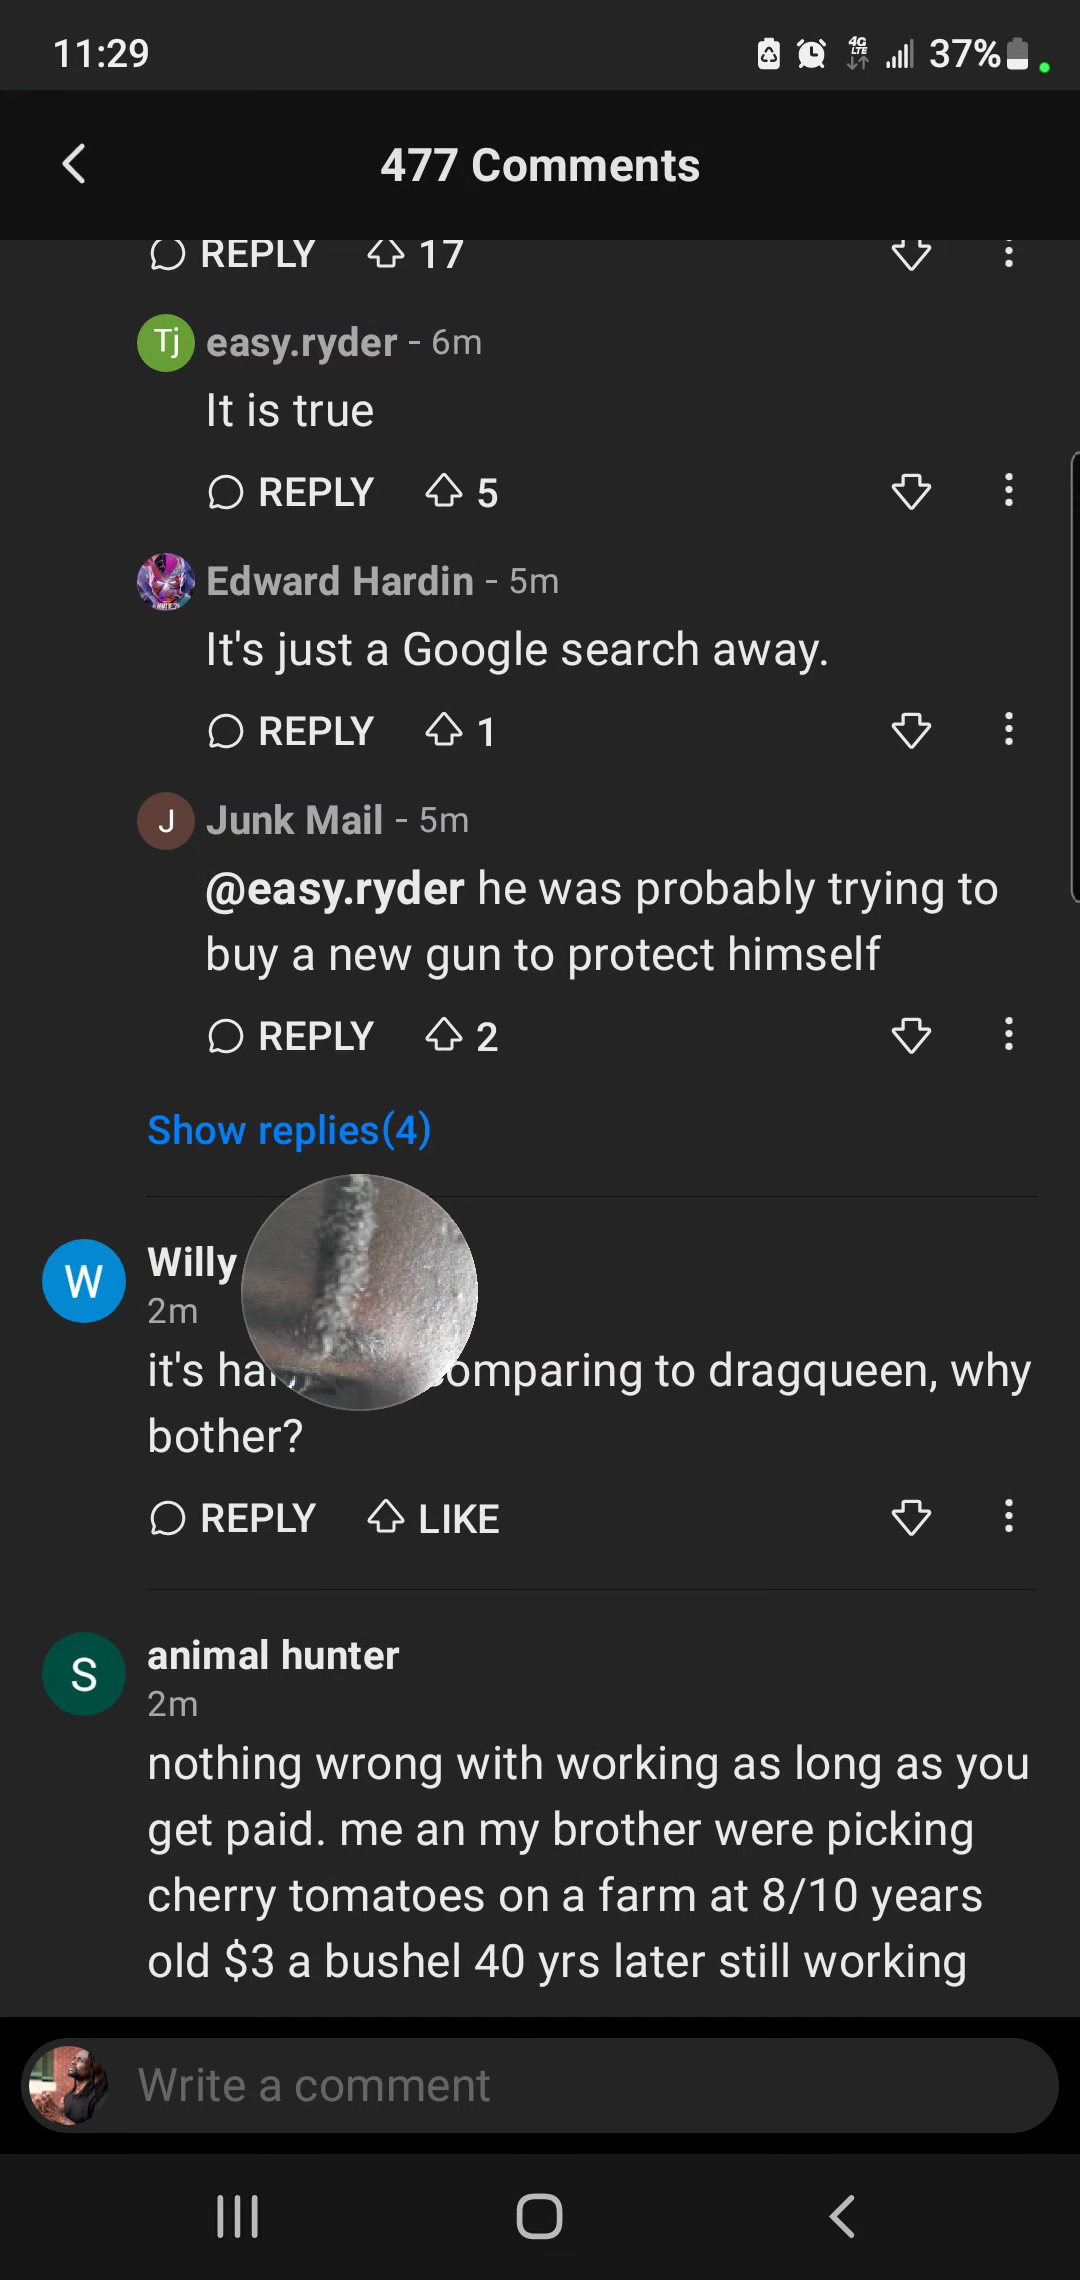 11:29
4G LTE 37%
477 Comments
REPLY 17
Tj easy.ryder - 6m
It is true
REPLY 5
Edward Hardin - 5m
It's just a Google search away.
REPLY 1
J Junk Mail - 5m
@easy.ryder he was probably trying to
buy a new gun to protect himself
REPLY 2
Show replies(4)
W Willy
2m
it's to dragqueen, why
bother?
REPLY LIKE
S animal hunter
2m
nothing wrong with working as long as you
get paid. me an my brother were picking
cherry tomatoes on a farm at 8/10 years
old $3 a bushel 40 yrs later still working
Write a comment